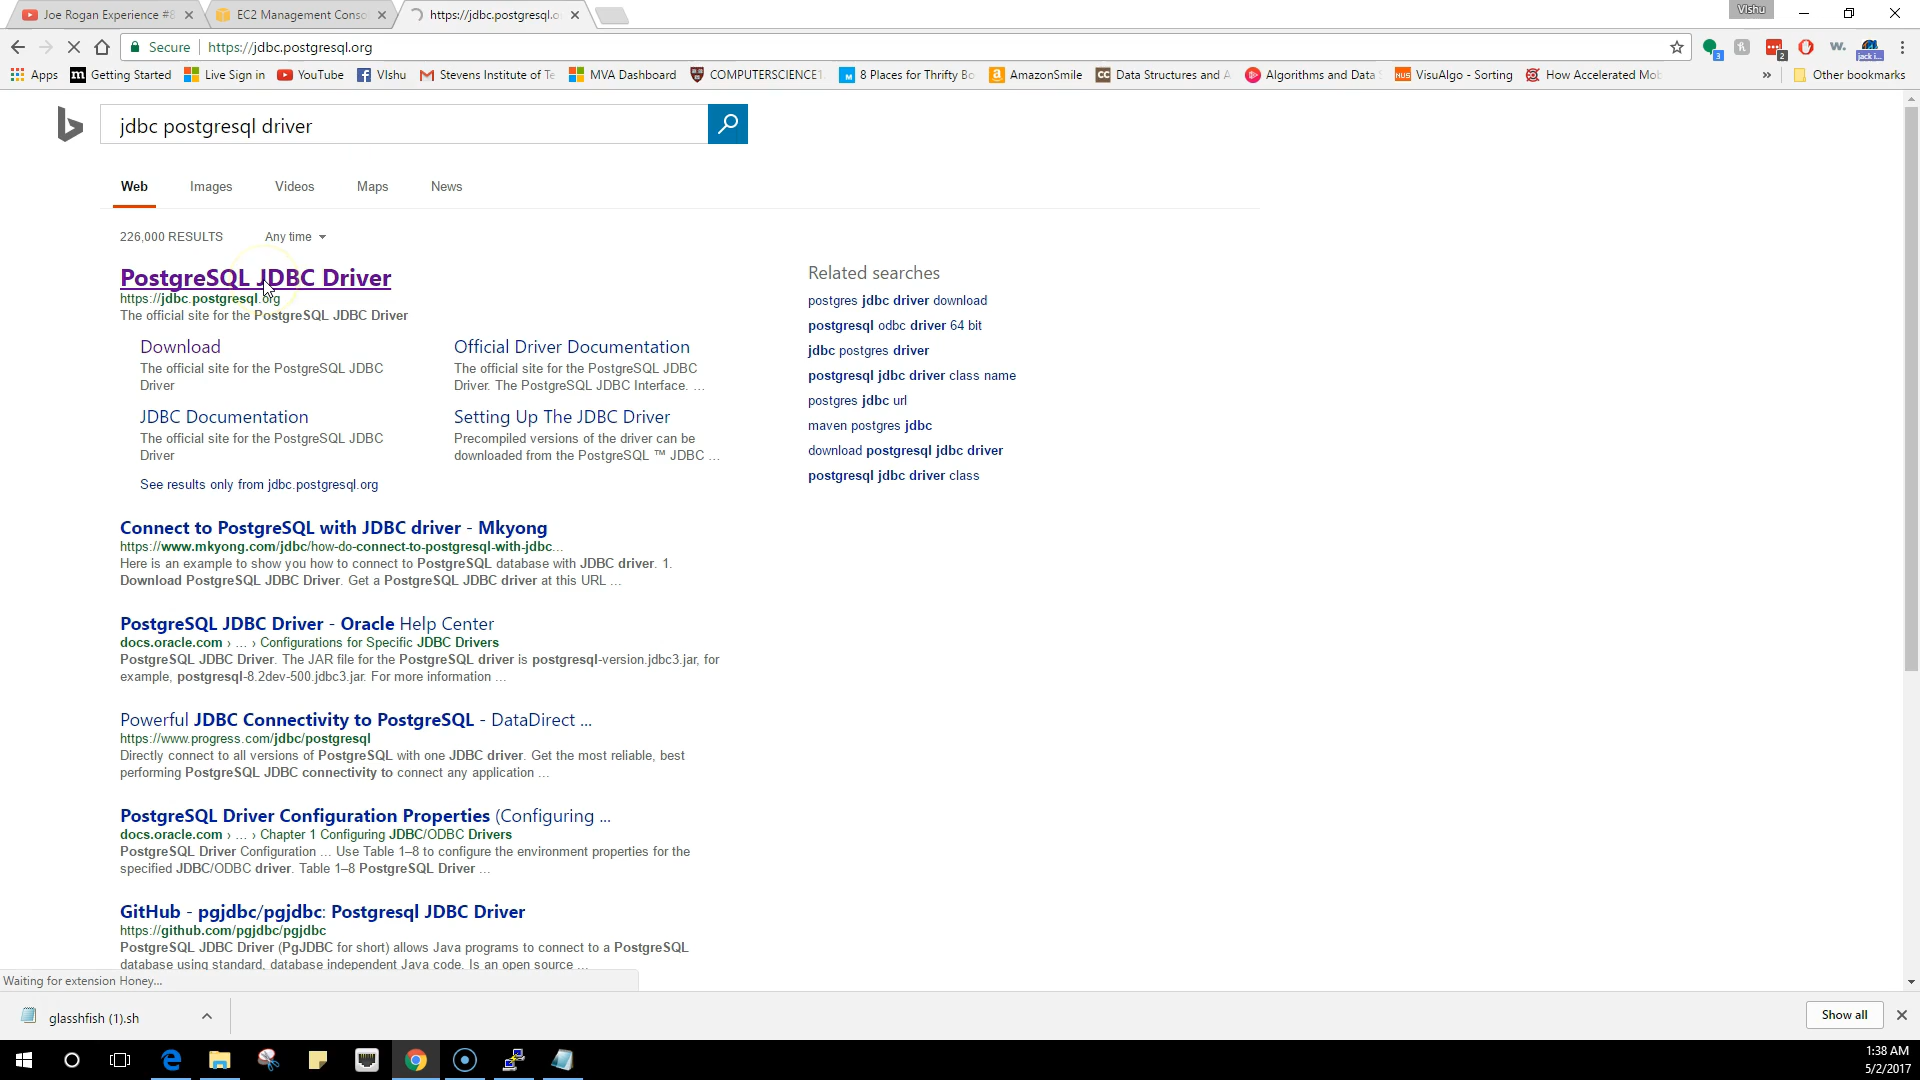 Joe Rogan Experience #8
EC2 Management Conso
https://jdbc.postgresql.o
Vishu
Secure
https://jdbc.postgresql.org
3
2
w.
jack i...
Apps
Getting Started
Live Sign in
YouTube
Vishu
Stevens Institute of Te
MVA Dashboard
COMPUTERSCIENCE1
8 Places for Thrifty Bo
AmazonSmile
Data Structures and A
Algorithms and Data
VisuAlgo - Sorting
How Accelerated Mob
»
Other bookmarks
jdbc postgresql driver
Web
Images
Videos
Maps
News
226,000 RESULTS
Any time
PostgreSQL JDBC Driver
https://jdbc.postgresql.org
The official site for the PostgreSQL JDBC Driver
Download
The official site for the PostgreSQL JDBC
Driver
Official Driver Documentation
The official site for the PostgreSQL JDBC
Driver. The PostgreSQL JDBC Interface. ...
JDBC Documentation
The official site for the PostgreSQL JDBC
Driver
Setting Up The JDBC Driver
Precompiled versions of the driver can be
downloaded from the PostgreSQL ™ JDBC ...
See results only from jdbc.postgresql.org
Connect to PostgreSQL with JDBC driver - Mkyong
https://www.mkyong.com/jdbc/how-do-connect-to-postgresql-with-jdbc...
Here is an example to show you how to connect to PostgreSQL database with JDBC driver. 1.
Download PostgreSQL JDBC Driver. Get a PostgreSQL JDBC driver at this URL ...
PostgreSQL JDBC Driver - Oracle Help Center
docs.oracle.com › ... › Configurations for Specific JDBC Drivers
PostgreSQL JDBC Driver. The JAR file for the PostgreSQL driver is postgresql-version.jdbc3.jar, for
example, postgresql-8.2dev-500.jdbc3.jar. For more information ...
Powerful JDBC Connectivity to PostgreSQL - DataDirect ...
https://www.progress.com/jdbc/postgresql
Directly connect to all versions of PostgreSQL with one JDBC driver. Get the most reliable, best
performing PostgreSQL JDBC connectivity to connect any application ...
PostgreSQL Driver Configuration Properties (Configuring ...
docs.oracle.com › ... › Chapter 1 Configuring JDBC/ODBC Drivers
PostgreSQL Driver Configuration ... Use Table 1–8 to configure the environment properties for the
specified JDBC/ODBC driver. Table 1–8 PostgreSQL Driver ...
GitHub - pgjdbc/pgjdbc: Postgresql JDBC Driver
https://github.com/pgjdbc/pgjdbc
PostgreSQL JDBC Driver (PgJDBC for short) allows Java programs to connect to a PostgreSQL
database using standard, database independent Java code. Is an open source ...
Related searches
postgres jdbc driver download
postgresql odbc driver 64 bit
jdbc postgres driver
postgresql jdbc driver class name
postgres jdbc url
maven postgres jdbc
download postgresql jdbc driver
postgresql jdbc driver class
Waiting for extension Honey...
glasshfish (1).sh
Show all
1:38 AM
5/2/2017